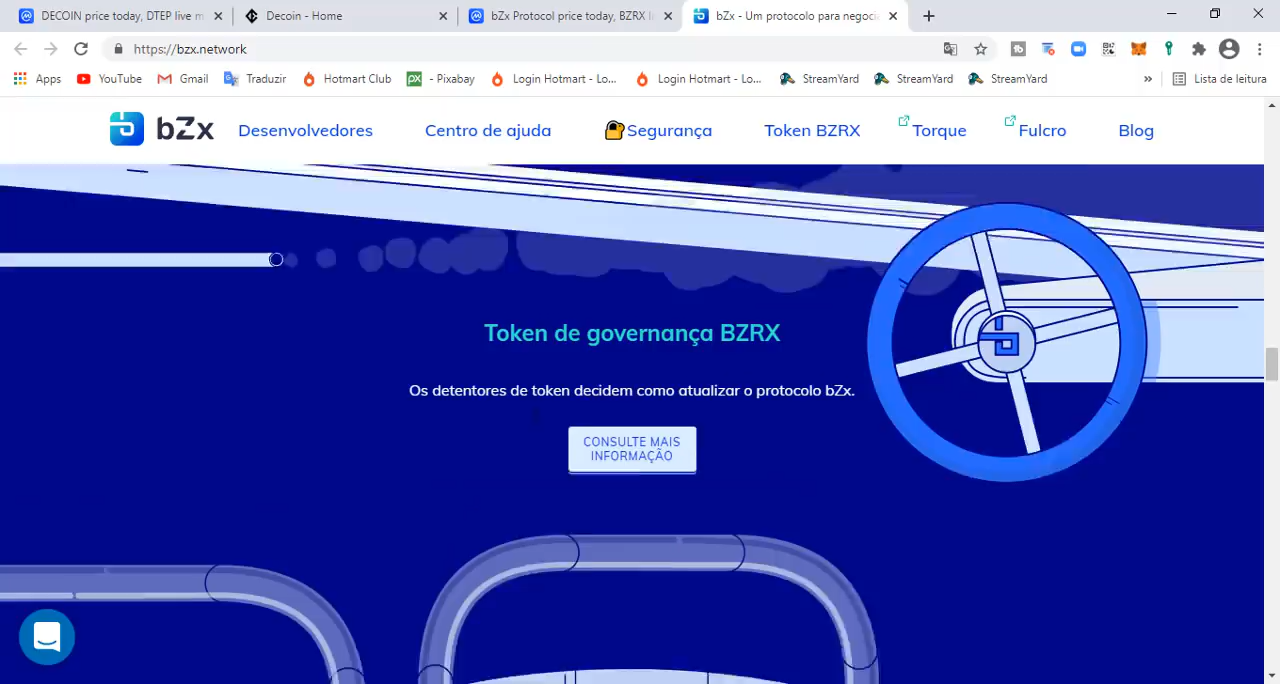 DECOIN price today, DTEP live m
Decoin - Home
bZx Protocol price today, BZRX li
bZx - Um protocolo para negocia
https://bzx.network
Apps
YouTube
Gmail
Traduzir
Hotmart Club
- Pixabay
Login Hotmart - Lo...
Login Hotmart - Lo...
StreamYard
StreamYard
StreamYard
»
Lista de leitura
bZx
Desenvolvedores
Centro de ajuda
Segurança
Token BZRX
Torque
Fulcro
Blog
Token de governança BZRX
Os detentores de token decidem como atualizar o protocolo bZx.
CONSULTE MAIS
INFORMAÇÃO